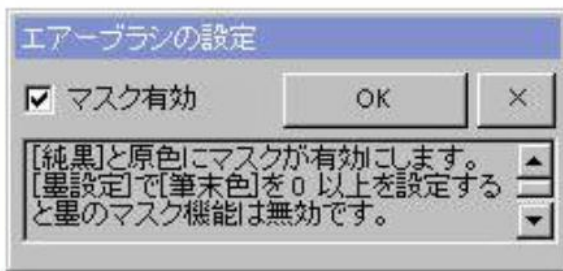 エアーブラシの設定
マスク有効
OK
×
[純黒]と原色にマスクが有効にします。
[墨設定]で[筆末色]を0 以上を設定する
と墨のマスク機能は無効です。